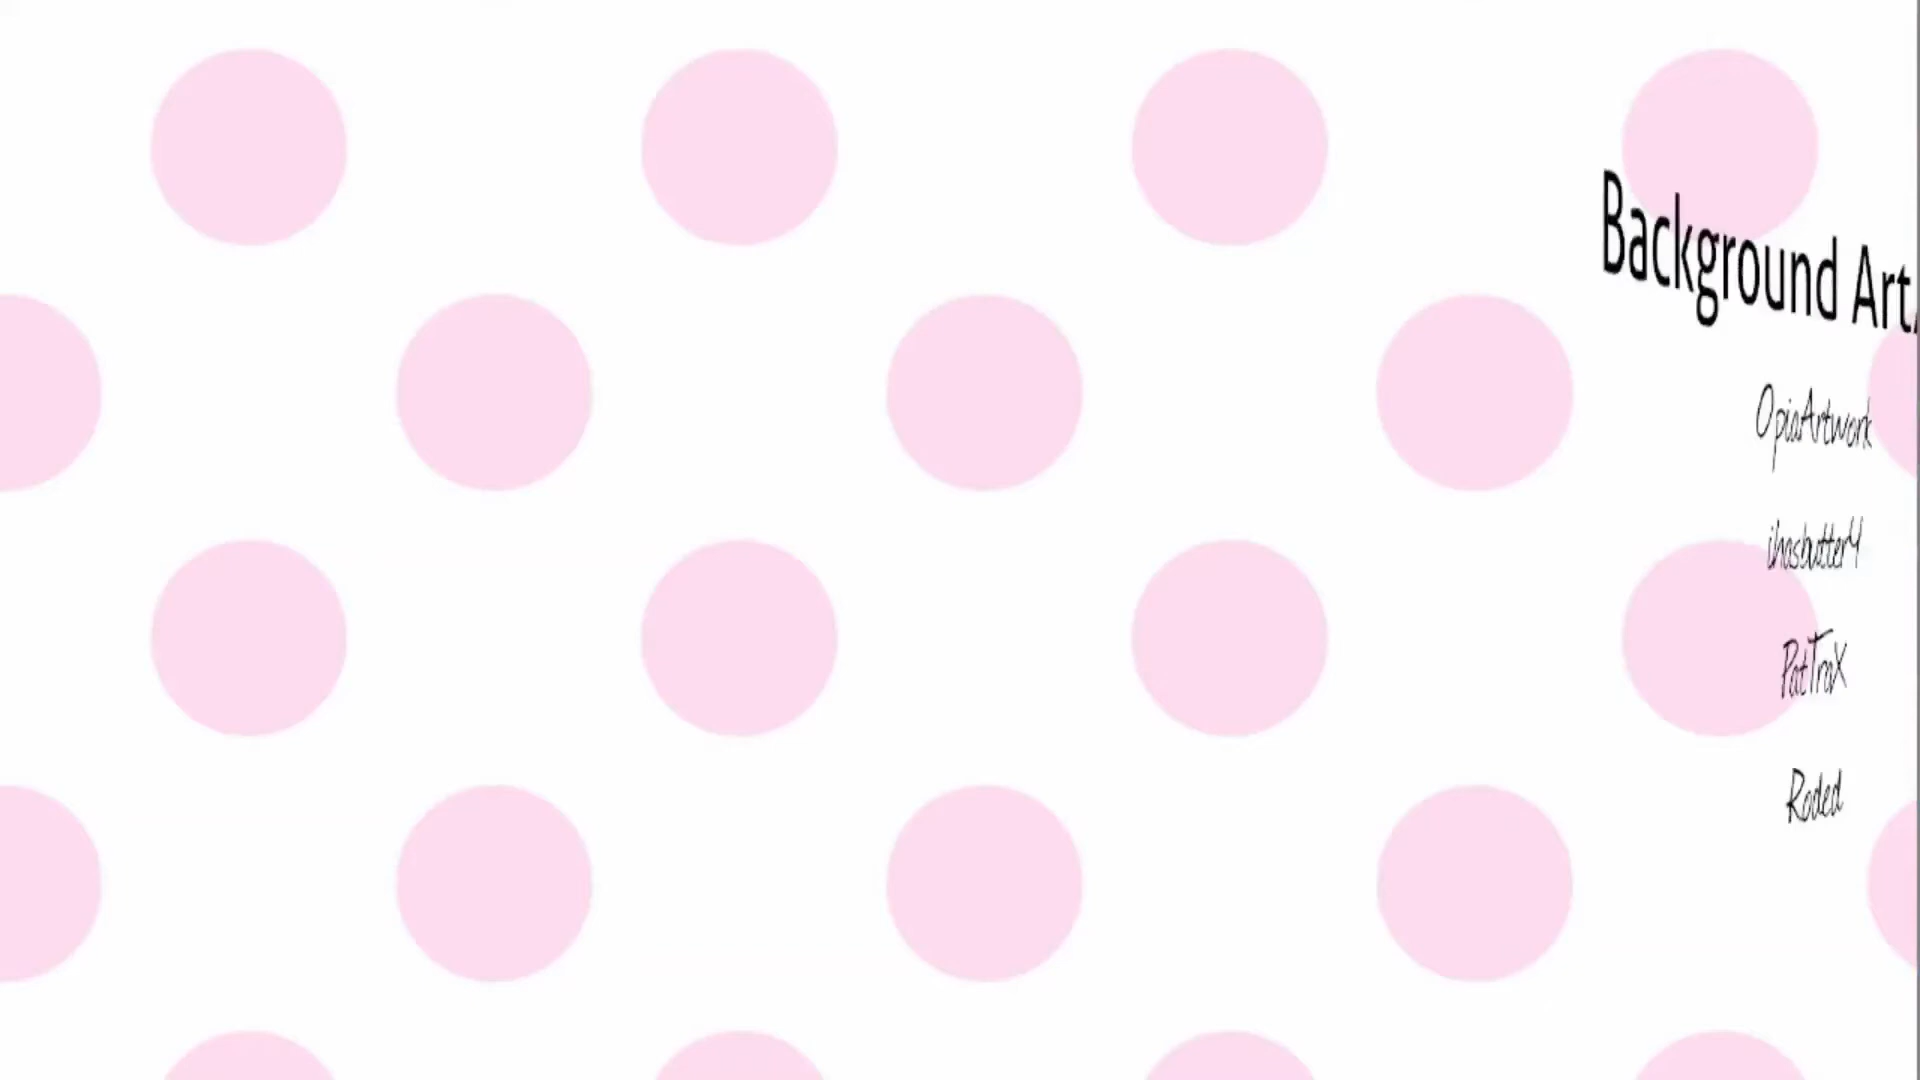 Background Art
OpiaArtwork
ihasbutter4
PatTraX
Roded